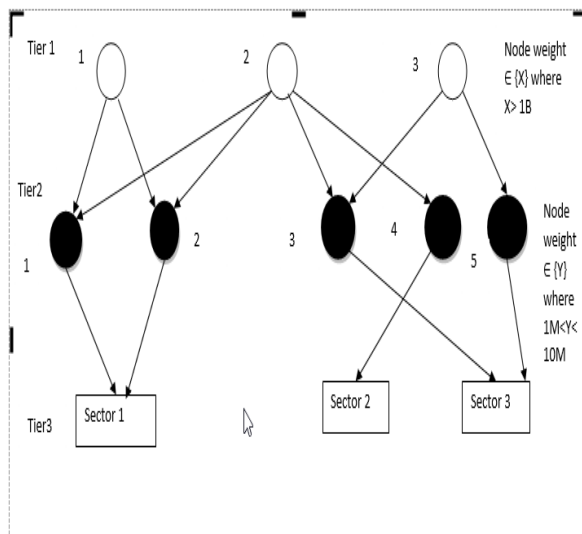 Tier 1
1
2
3
Node weight
∈ {X} where
X> 1B
Tier2
1
2
3
4
5
Node
weight
∈ {Y}
where
1M<Y<
10M
Tier3
Sector 1
Sector 2
Sector 3